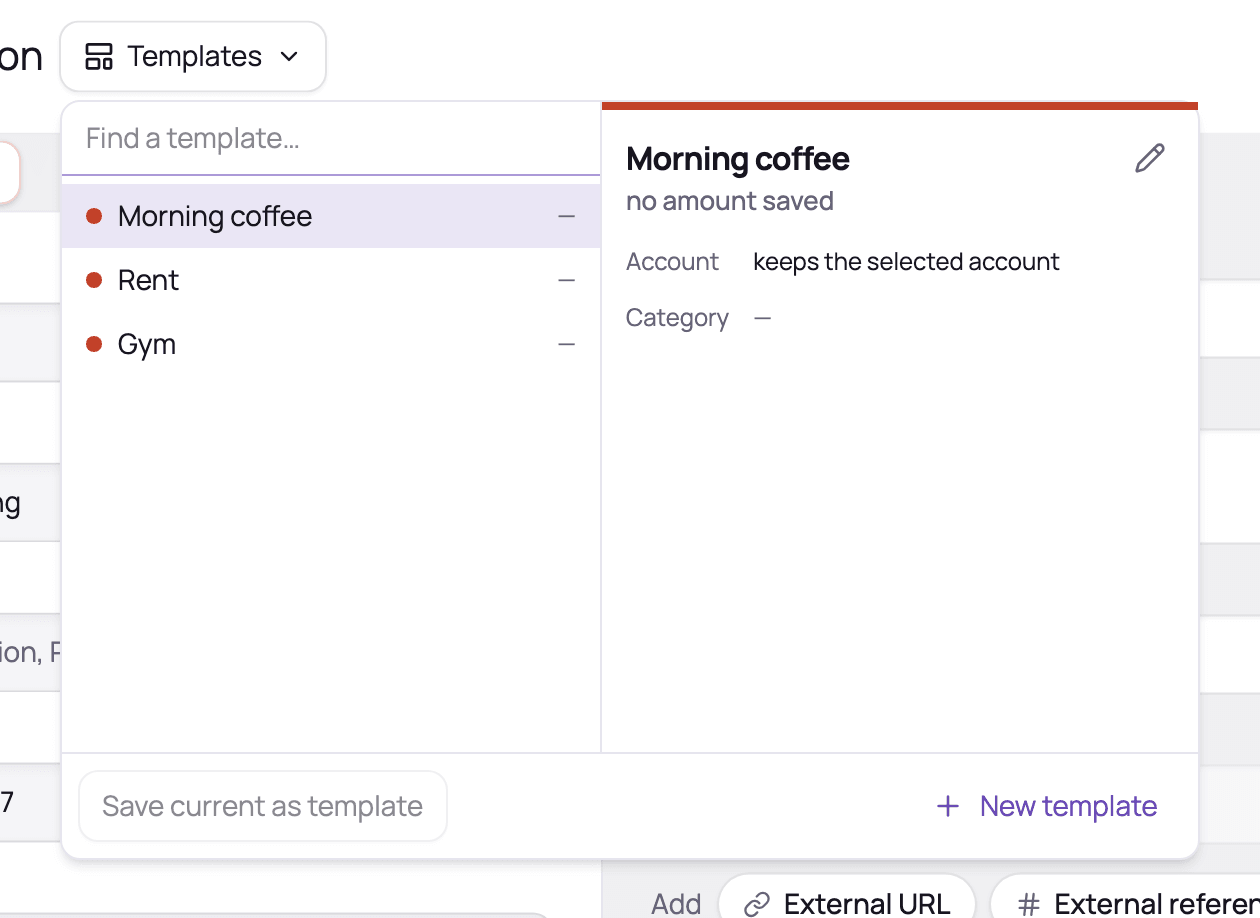 on
Templates
Find a template...
Morning coffee —
Rent —
Gym —
Morning coffee
no amount saved
Account keeps the selected account
Category —
ng
ion,
7
Save current as template
+ New template
Add External URL # External referen